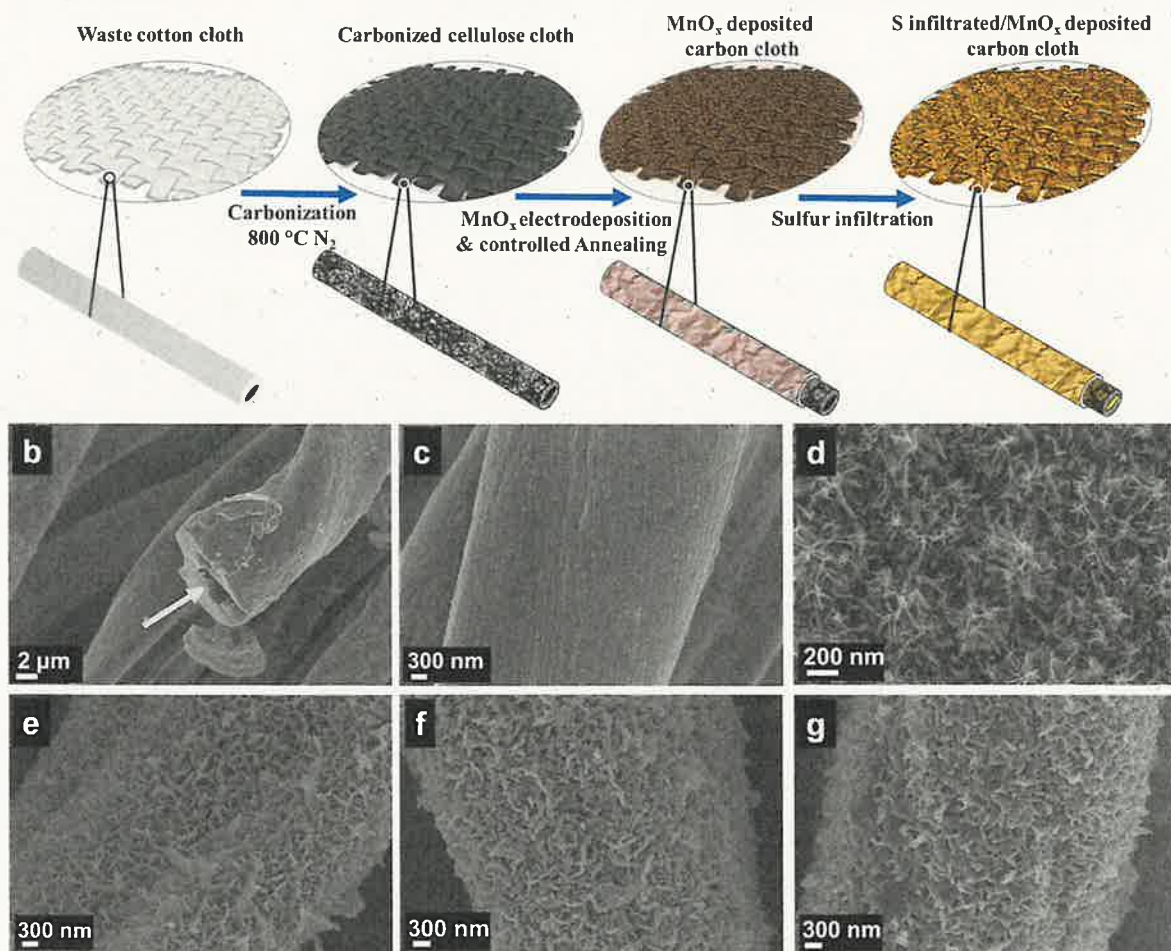 Waste cotton cloth
Carbonized cellulose cloth
MnOₓ deposited
carbon cloth
S infiltrated/MnOₓ deposited
carbon cloth
Carbonization
800 °C N₂
MnOₓ electrodeposition
& controlled Annealing
Sulfur infiltration
b
2 µm
c
300 nm
d
200 nm
e
300 nm
f
300 nm
g
300 nm